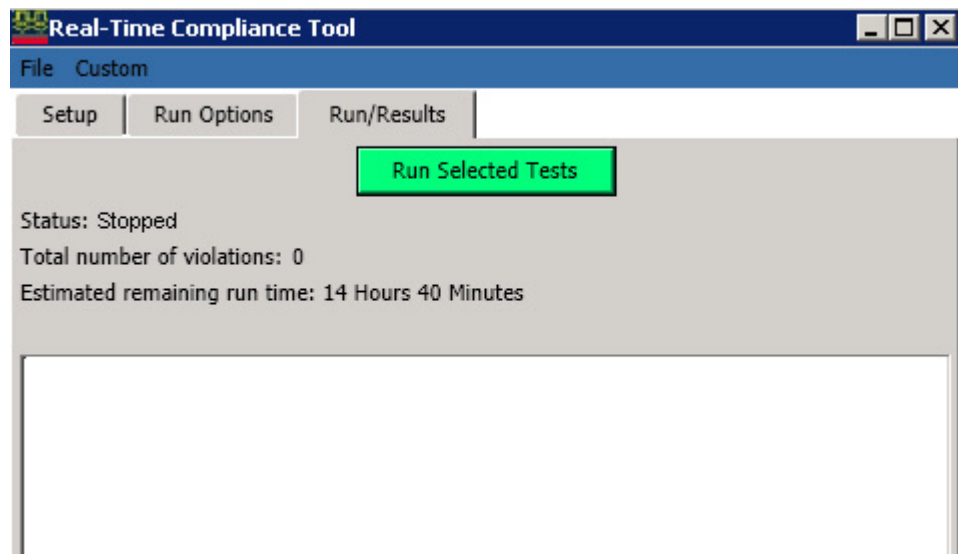 Real-Time Compliance Tool
File Custom
Setup Run Options Run/Results
Run Selected Tests
Status: Stopped
Total number of violations: 0
Estimated remaining run time: 14 Hours 40 Minutes